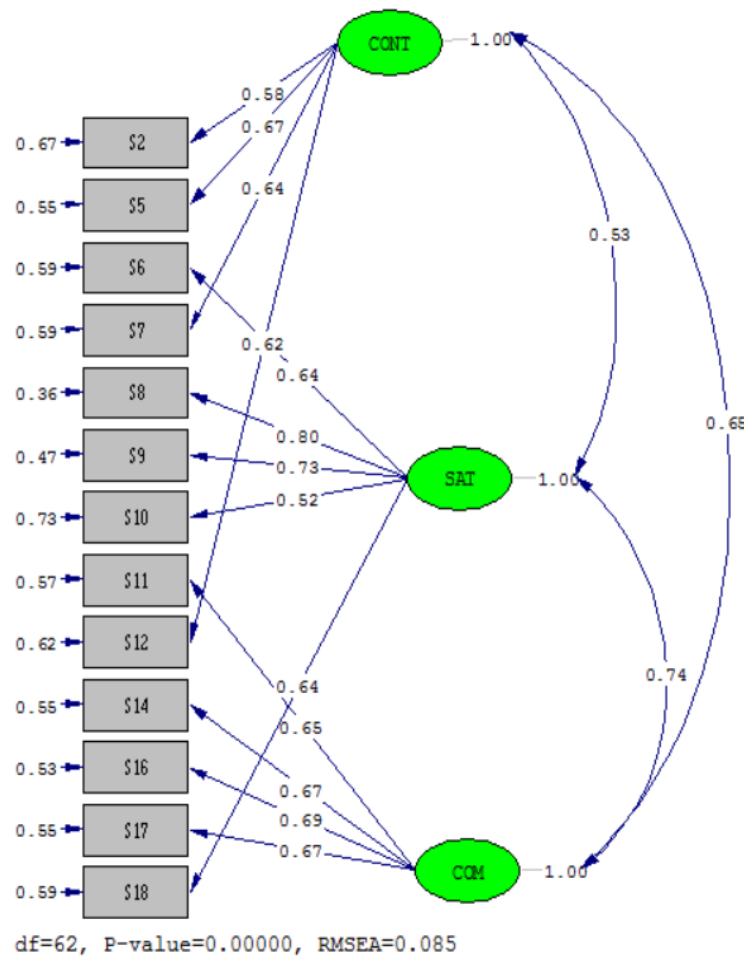 CONT
1.00
0.58
0.67
S2
0.67
0.64
0.55
S5
0.53
0.59
S6
0.59
S7
0.62
0.64
0.36
S8
0.65
0.80
0.47
S9
0.73
SAT
1.00
0.52
0.73
S10
0.57
S11
0.62
S12
0.74
0.64
0.55
S14
0.65
0.53
S16
0.67
0.69
0.55
S17
0.67
COM
1.00
0.59
S18
df=62, P-value=0.00000, RMSEA=0.085